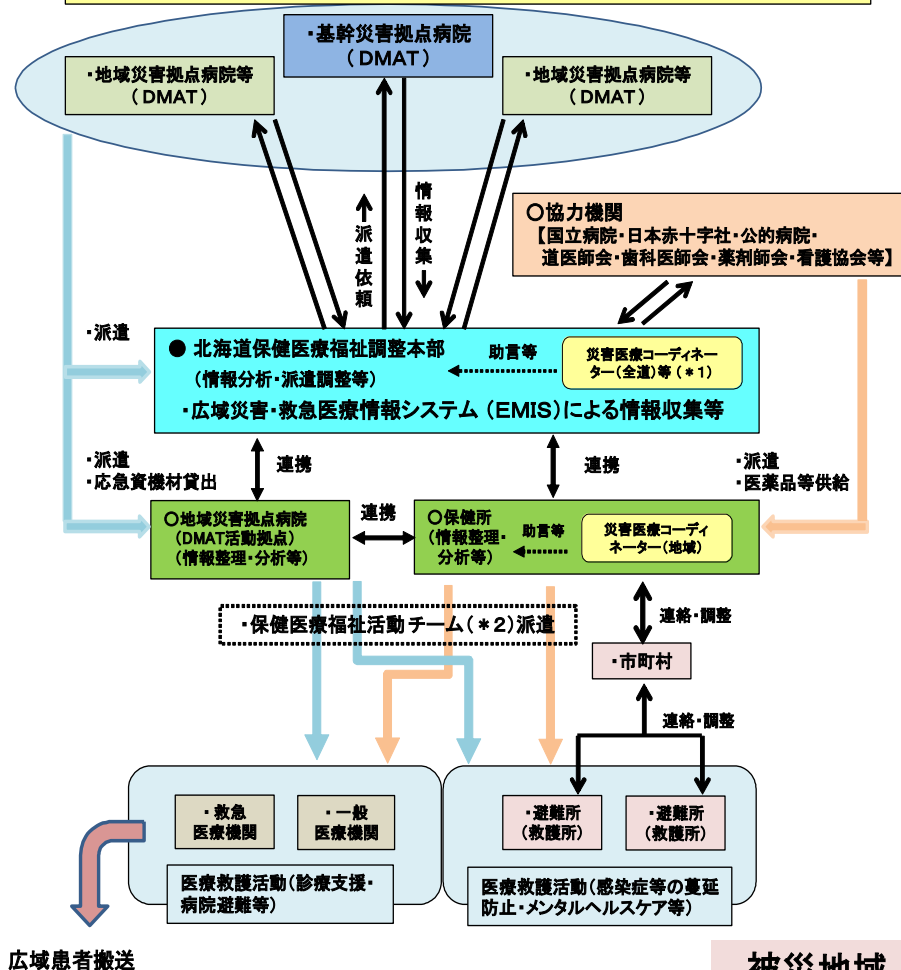 ・基幹災害拠点病院
（DMAT）
・地域災害拠点病院等
（DMAT）
・地域災害拠点病院等
（DMAT）
↑派遣依頼
情報収集↓
○協力機関
【国立病院・日本赤十字社・公的病院・
道医師会・歯科医師会・薬剤師会・看護協会等】
・派遣
● 北海道保健医療福祉調整本部
（情報分析・派遣調整等）
助言等
災害医療コーディネー
ター（全道）等（＊1）
・広域災害・救急医療情報システム（EMIS）による情報収集等
・派遣
・応急資機材貸出
連携
連携
・派遣
・医薬品等供給
○地域災害拠点病院
（DMAT活動拠点）
（情報整理・分析等）
連携
○保健所
（情報整理・
分析等）
助言等
災害医療コーディ
ネーター（地域）
・保健医療福祉活動チーム（＊2）派遣
連絡・調整
・市町村
連絡・調整
・救急
医療機関
・一般
医療機関
・避難所
（救護所）
・避難所
（救護所）
医療救護活動（診療支援・
病院避難等）
医療救護活動（感染症等の蔓延
防止・メンタルヘルスケア等）
広域患者搬送
被災地域